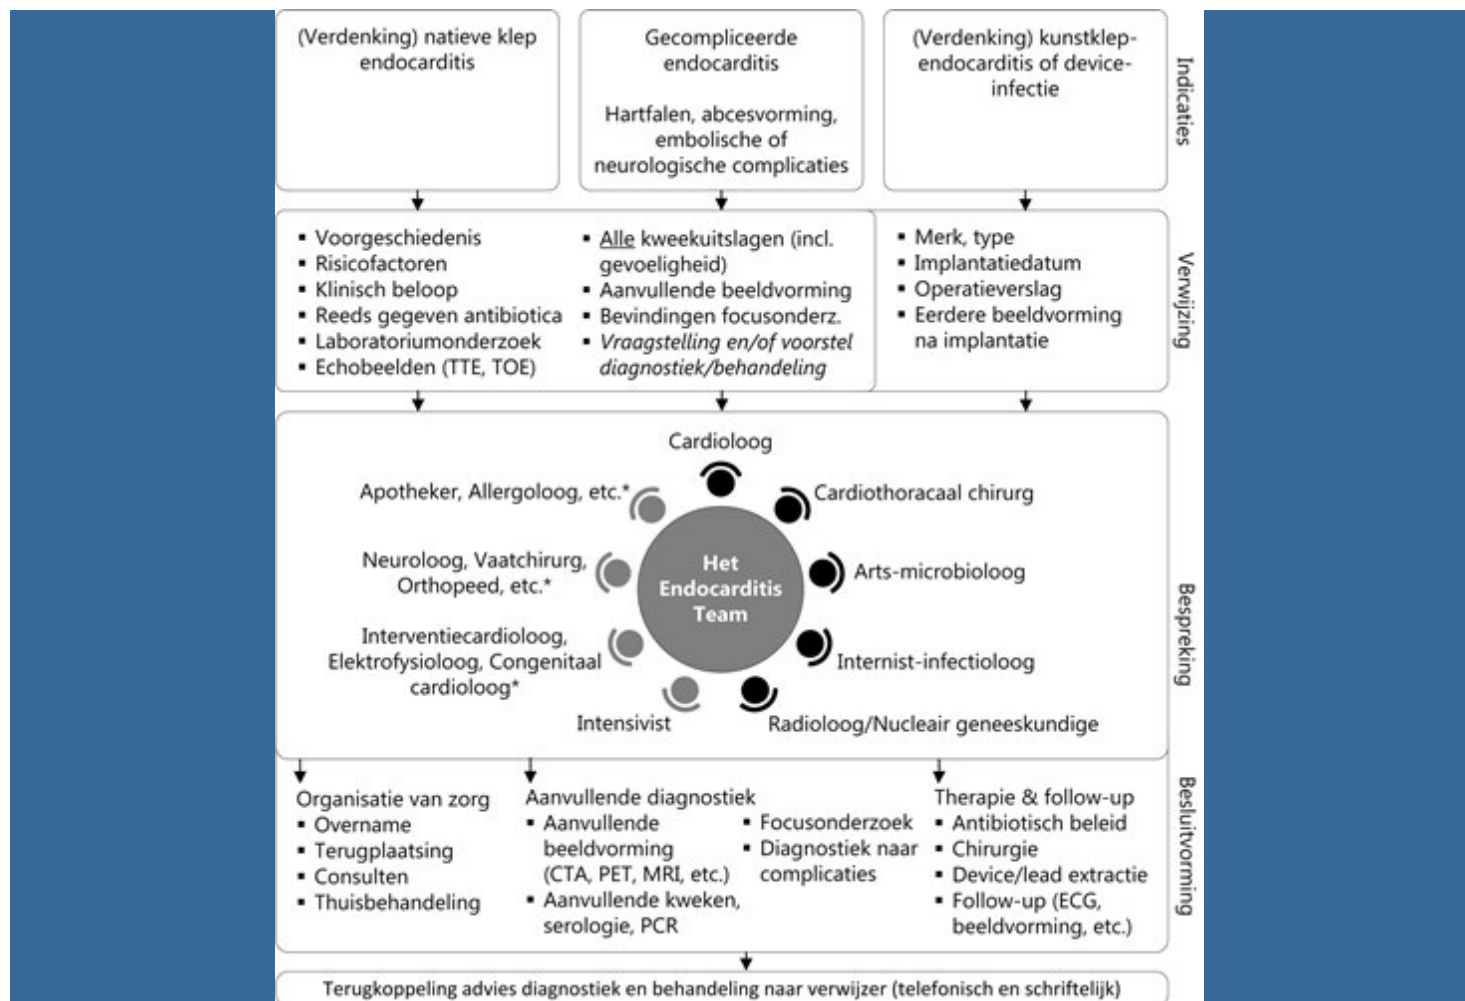 (Verdenking) natieve klep
endocarditis
Gecompliceerde
endocarditis
Hartfalen, abcesvorming,
embolische of
neurologische complicaties
(Verdenking) kunstklep-
endocarditis of device-
infectie
Indicaties
▪ Voorgeschiedenis
▪ Risicofactoren
▪ Klinisch beloop
▪ Reeds gegeven antibiotica
▪ Laboratoriumonderzoek
▪ Echobeelden (TTE, TOE)
▪ Alle kweekuitslagen (incl.
gevoeligheid)
▪ Aanvullende beeldvorming
▪ Bevindingen focusonderz.
▪ Vraagstelling en/of voorstel
diagnostiek/behandeling
▪ Merk, type
▪ Implantatiedatum
▪ Operatieverslag
▪ Eerdere beeldvorming
na implantatie
Verwijzing
Cardioloog
Apotheker, Allergoloog, etc.*
Cardiothoracaal chirurg
Neuroloog, Vaatchirurg,
Orthopeed, etc.*
Het
Endocarditis
Team
Arts-microbioloog
Interventiecardioloog,
Elektrofysioloog, Congenitaal
cardioloog*
Internist-infectioloog
Intensivist
Radioloog/Nucleair geneeskundige
Bespreking
Organisatie van zorg
▪ Overname
▪ Terugplaatsing
▪ Consulten
▪ Thuisbehandeling
Aanvullende diagnostiek
▪ Aanvullende
beeldvorming
(CTA, PET, MRI, etc.)
▪ Aanvullende kweken,
serologie, PCR
▪ Focusonderzoek
▪ Diagnostiek naar
complicaties
Therapie & follow-up
▪ Antibiotisch beleid
▪ Chirurgie
▪ Device/lead extractie
▪ Follow-up (ECG,
beeldvorming, etc.)
Besluitvorming
Terugkoppeling advies diagnostiek en behandeling naar verwijzer (telefonisch en schriftelijk)